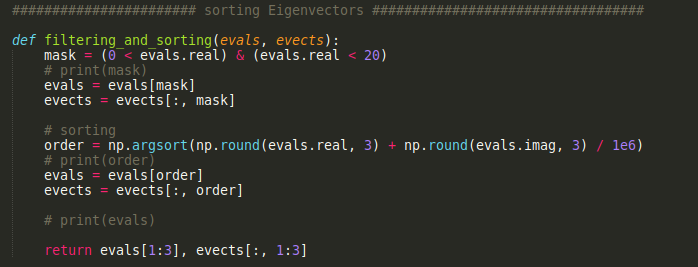 ####################### sorting Eigenvectors ##################################
def filtering_and_sorting(evals, evects):
    mask = (0 < evals.real) & (evals.real < 20)
    # print(mask)
    evals = evals[mask]
    evects = evects[:, mask]
    # sorting
    order = np.argsort(np.round(evals.real, 3) + np.round(evals.imag, 3) / 1e6)
    # print(order)
    evals = evals[order]
    evects = evects[:, order]
    # print(evals)
    return evals[1:3], evects[:, 1:3]